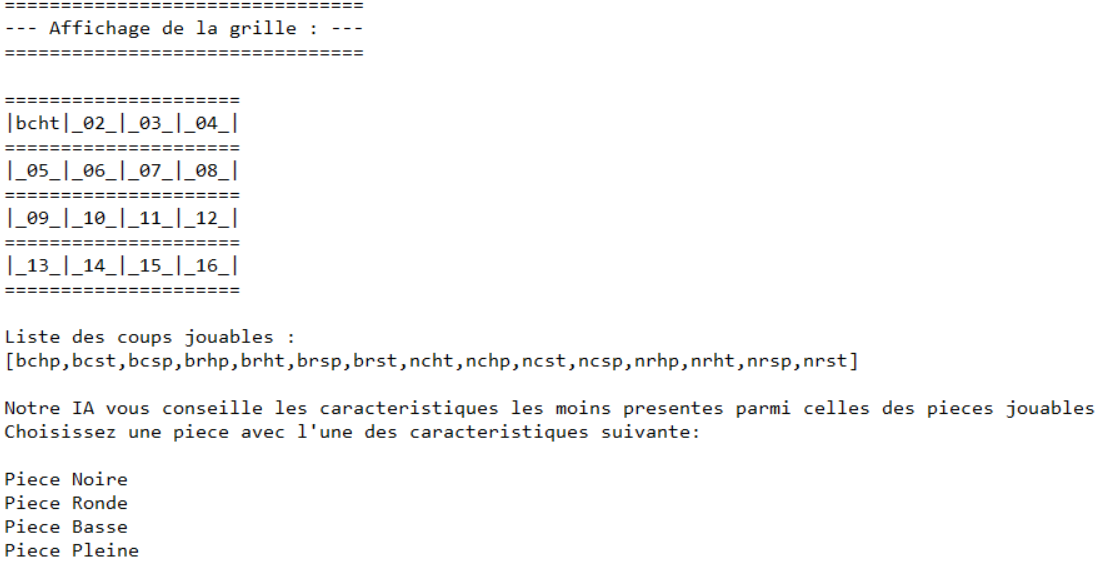 ================================
--- Affichage de la grille : ---
================================
=====================
|bcht|_02_|_03_|_04_|
=====================
|_05_|_06_|_07_|_08_|
=====================
|_09_|_10_|_11_|_12_|
=====================
|_13_|_14_|_15_|_16_|
=====================
Liste des coups jouables :
[bchp,bcst,bcsp,brhp,brht,brsp,brst,ncht,nchp,ncst,ncsp,nrhp,nrht,nrsp,nrst]
Notre IA vous conseille les caracteristiques les moins presentes parmi celles des pieces jouables
Choisissez une piece avec l'une des caracteristiques suivante:
Piece Noire
Piece Ronde
Piece Basse
Piece Pleine